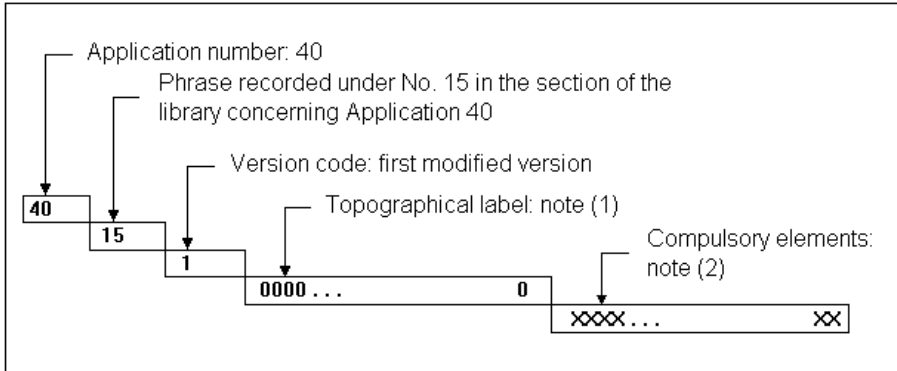 Application number: 40
Phrase recorded under No. 15 in the section of the
library concerning Application 40
Version code: first modified version
40
Topographical label: note (1)
15
Compulsory elements:
1
note (2)
0000 . . . 0
XXXX . . . XX